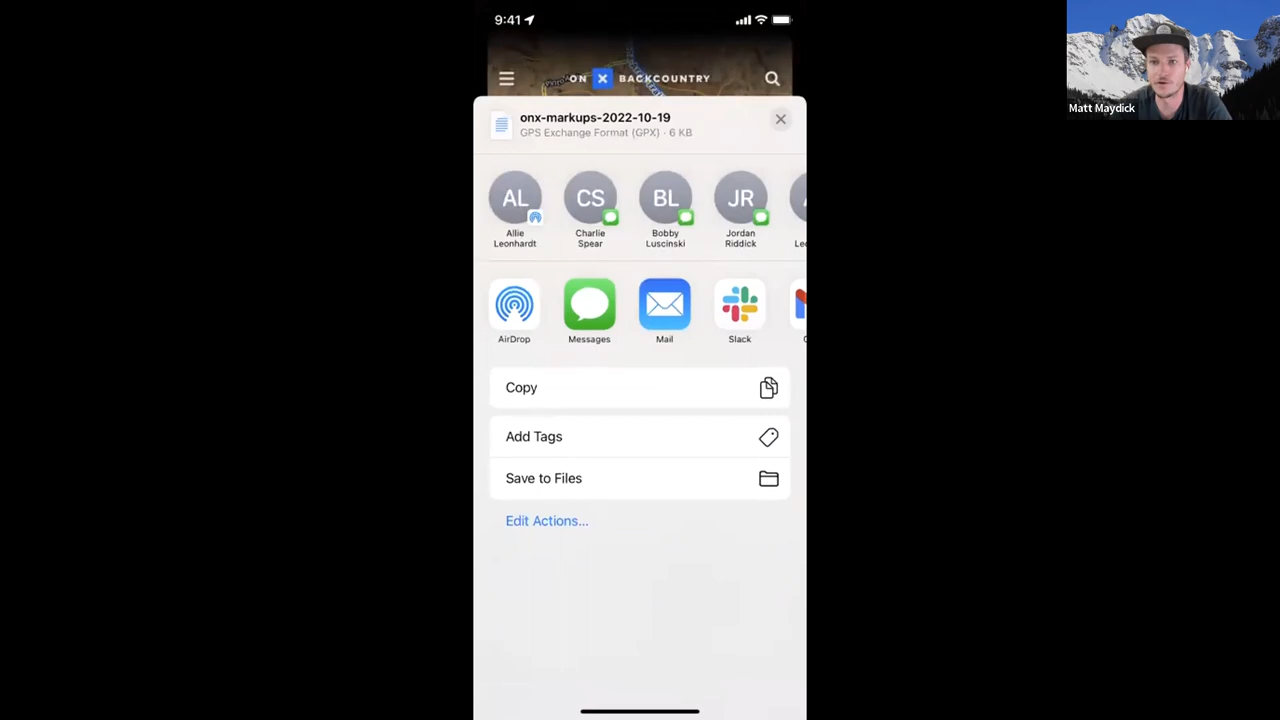 9:41
ON X BACKCOUNTRY
onx-markups-2022-10-19
GPS Exchange Format (GPX) · 6 KB
AL
CS
BL
JR
Allie
Leonhardt
Charlie
Spear
Bobby
Luscinski
Jordan
Riddick
AirDrop
Messages
Mail
Slack
Copy
Add Tags
Save to Files
Edit Actions...
Matt Maydick